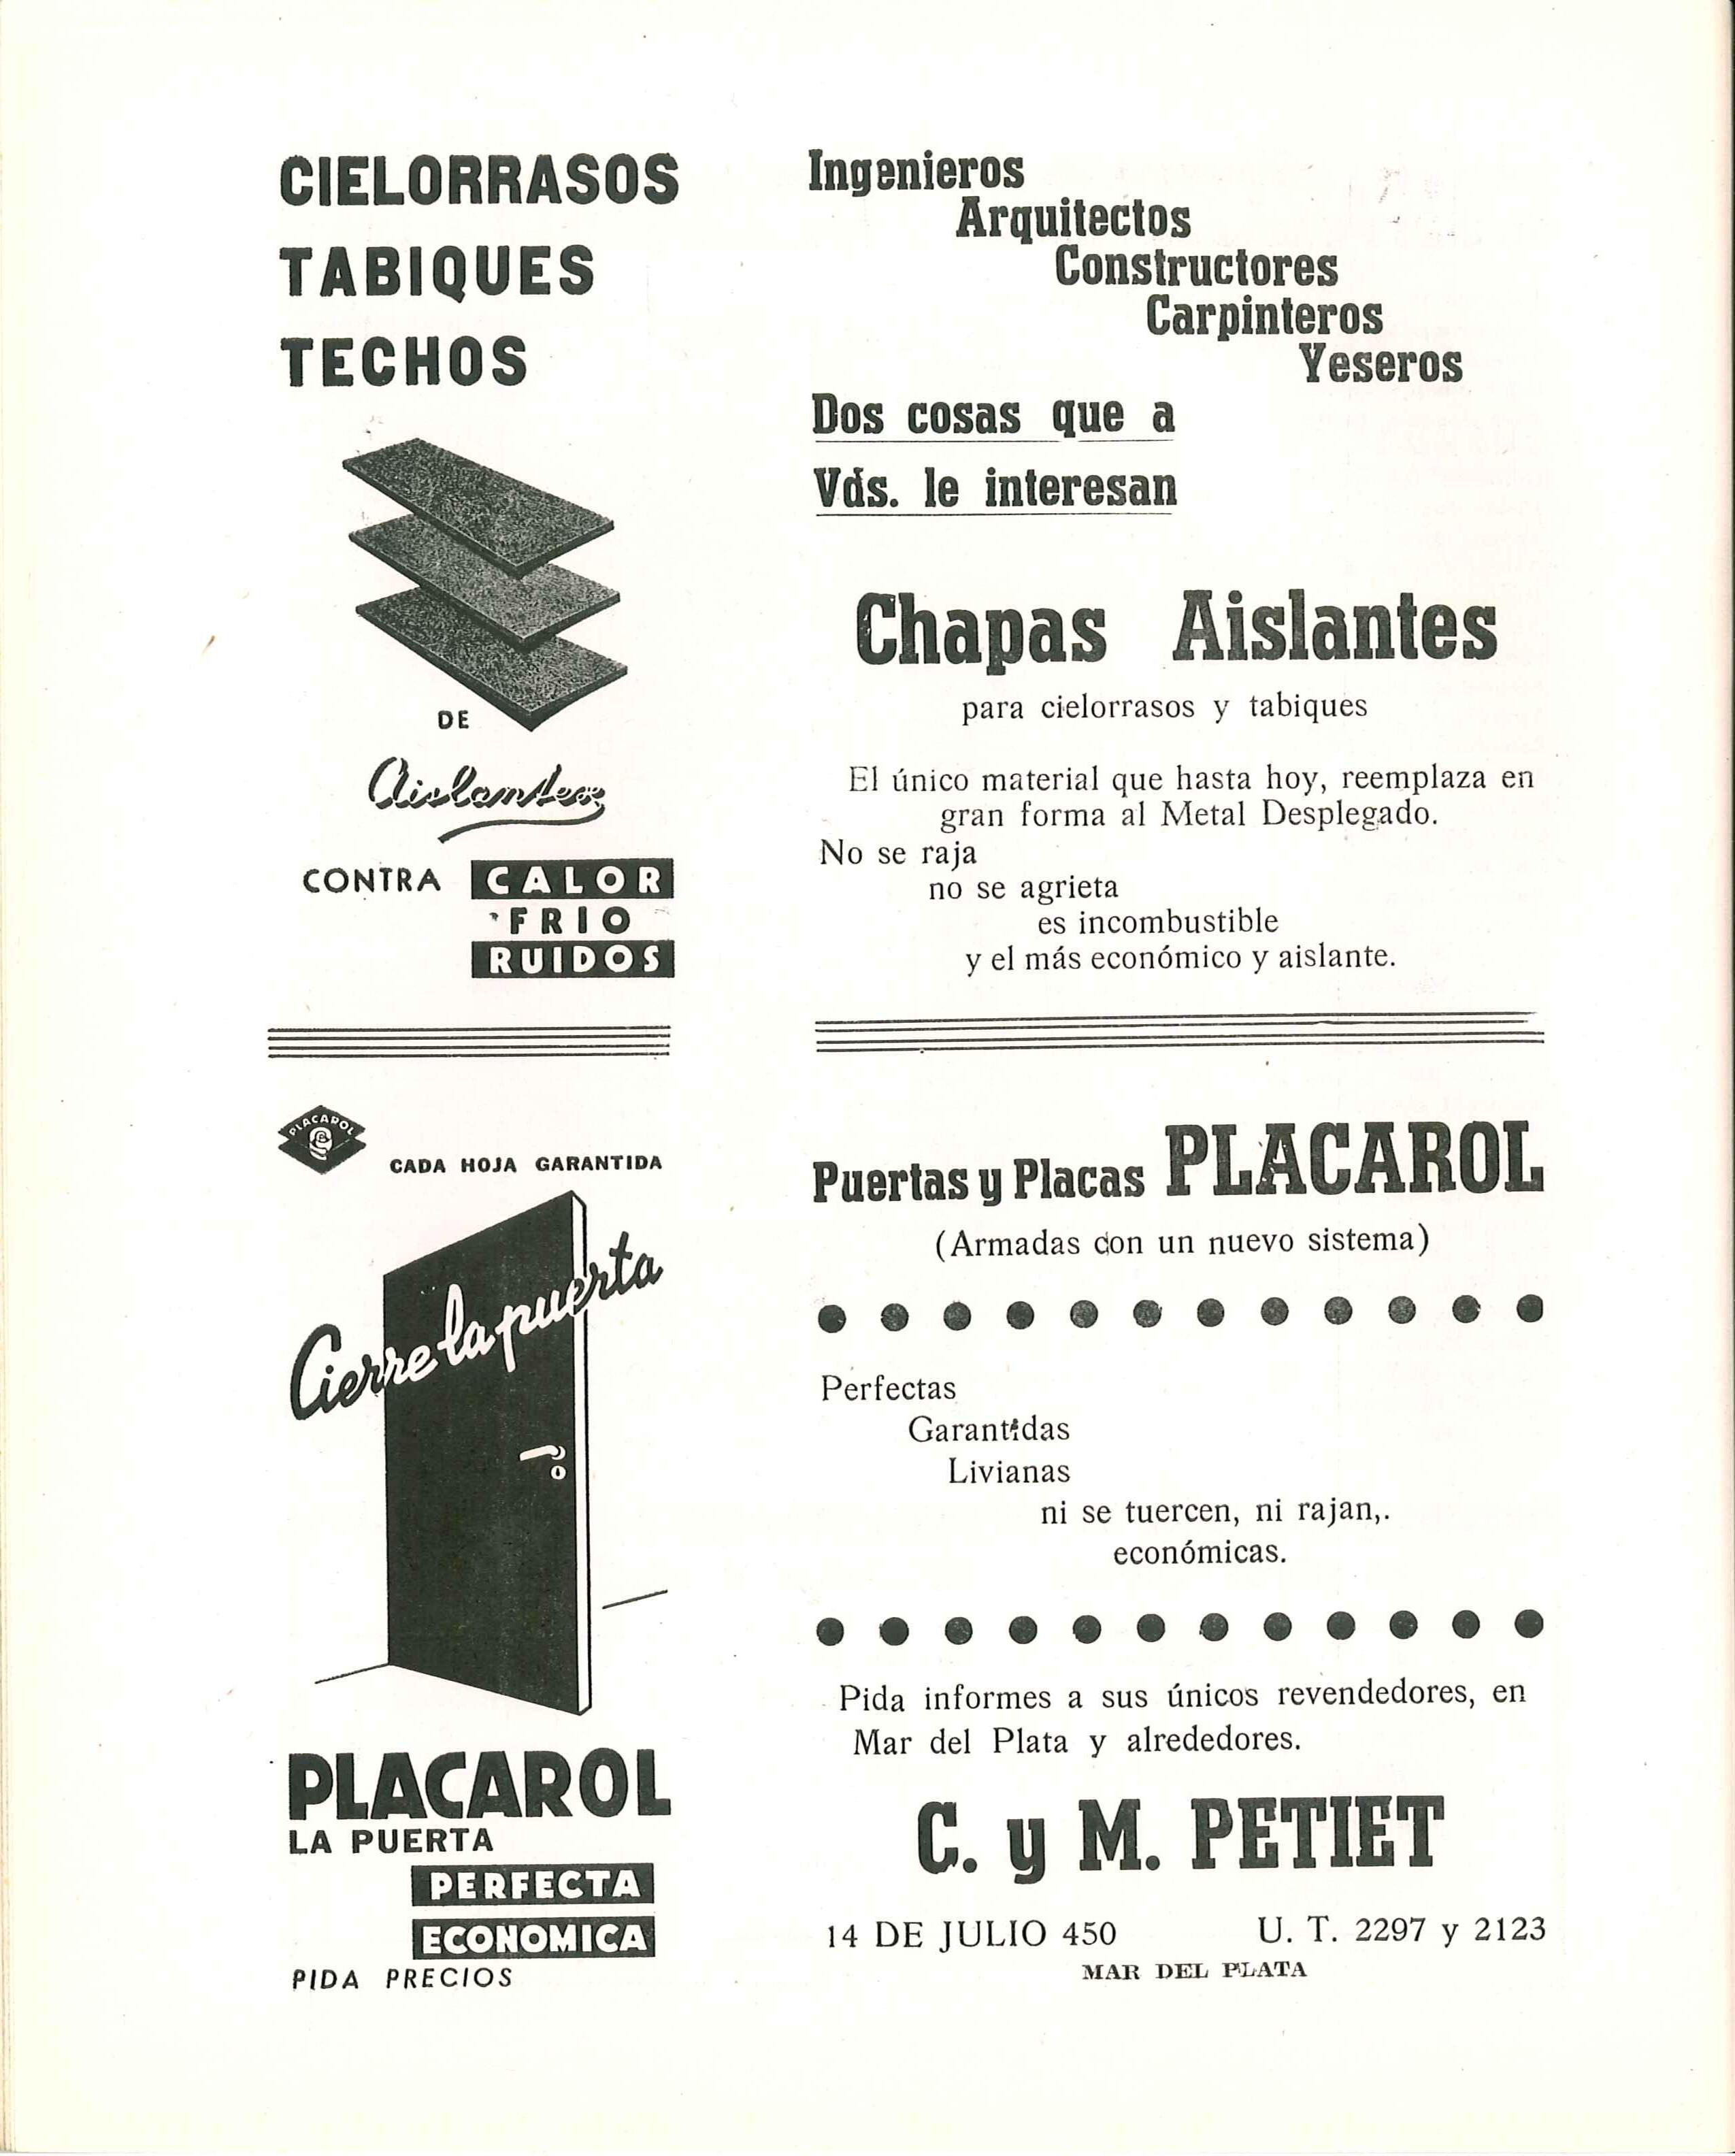 CIELORRASOS
TABIQUES
TECHOS
DE
CONTRA CALOR
FRIO
RUIDOS
Ingenieros
Arquitectos
Constructores
Carpinteros
Yeseros
Dos cosas que a
Vds. le interesan
Chapas Aislantes
para cielorrasos y tabiques
El único material que hasta hoy, reemplaza en
gran forma al Metal Desplegado.
No se raja
no se agrieta
es incombustible
y el más económico y aislante.
PLACAROL
CADA HOJA GARANTIDA
Cierre la puerta
PLACAROL
LA PUERTA
PERFECTA
ECONOMICA
PIDA PRECIOS
Puertas y Placas PLACAROL
(Armadas con un nuevo sistema)
Perfectas
Garantidas
Livianas
ni se tuercen, ni rajan,.
económicas.
Pida informes a sus únicos revendedores, en
Mar del Plata y alrededores.
C. y M. PETIET
14 DE JULIO 450 U. T. 2297 y 2123
MAR DEL PLATA